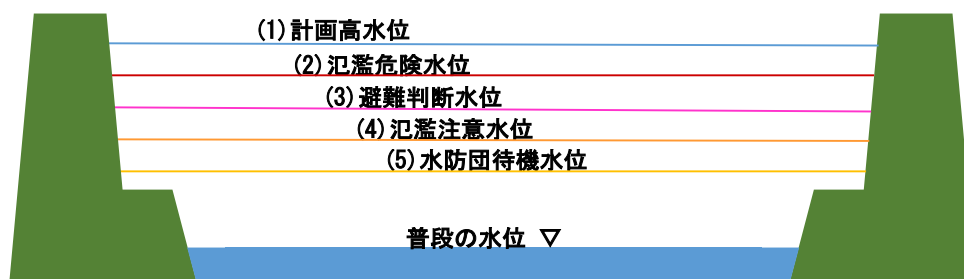 (1)計画高水位
(2)氾濫危険水位
(3)避難判断水位
(4)氾濫注意水位
(5)水防団待機水位
普段の水位 ▽